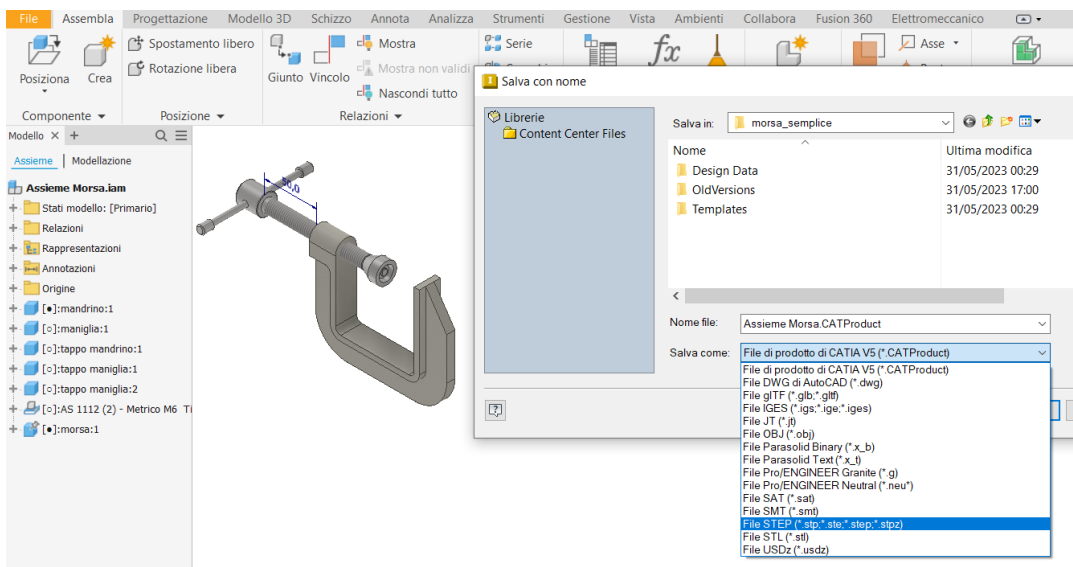 File Assembla Progettazione Modello 3D Schizzo Annota Analizza Strumenti Gestione Vista Ambienti Collabora Fusion 360 Elettromeccanico
Posiziona
Crea
Componente
Spostamento libero
Rotazione libera
Posizione
Giunto Vincolo
Mostra
Mostra non validi
Nascondi tutto
Relazioni
Serie
fx
Asse
Modello × +
Assieme | Modellazione
Assieme Morsa.iam
Stati modello: [Primario]
Relazioni
Rappresentazioni
Annotazioni
Origine
[●]:mandrino:1
[○]:maniglia:1
[○]:tappo mandrino:1
[○]:tappo maniglia:1
[○]:tappo maniglia:2
[○]:AS 1112 (2) - Metrico M6 Ti
[●]:morsa:1
50,0
Salva con nome
Librerie
Content Center Files
Salva in: morsa_semplice
Nome Ultima modifica
Design Data 31/05/2023 00:29
OldVersions 31/05/2023 17:00
Templates 31/05/2023 00:29
Nome file: Assieme Morsa.CATProduct
Salva come: File di prodotto di CATIA V5 (*.CATProduct)
File di prodotto di CATIA V5 (*.CATProduct)
File DWG di AutoCAD (*.dwg)
File glTF (*.glb;*.gltf)
File IGES (*.igs;*.ige;*.iges)
File JT (*.jt)
File OBJ (*.obj)
File Parasolid Binary (*.x_b)
File Parasolid Text (*.x_t)
File Pro/ENGINEER Granite (*.g)
File Pro/ENGINEER Neutral (*.neu*)
File SAT (*.sat)
File SMT (*.smt)
File STEP (*.stp;*.ste;*.step;*.stpz)
File STL (*.stl)
File USDz (*.usdz)